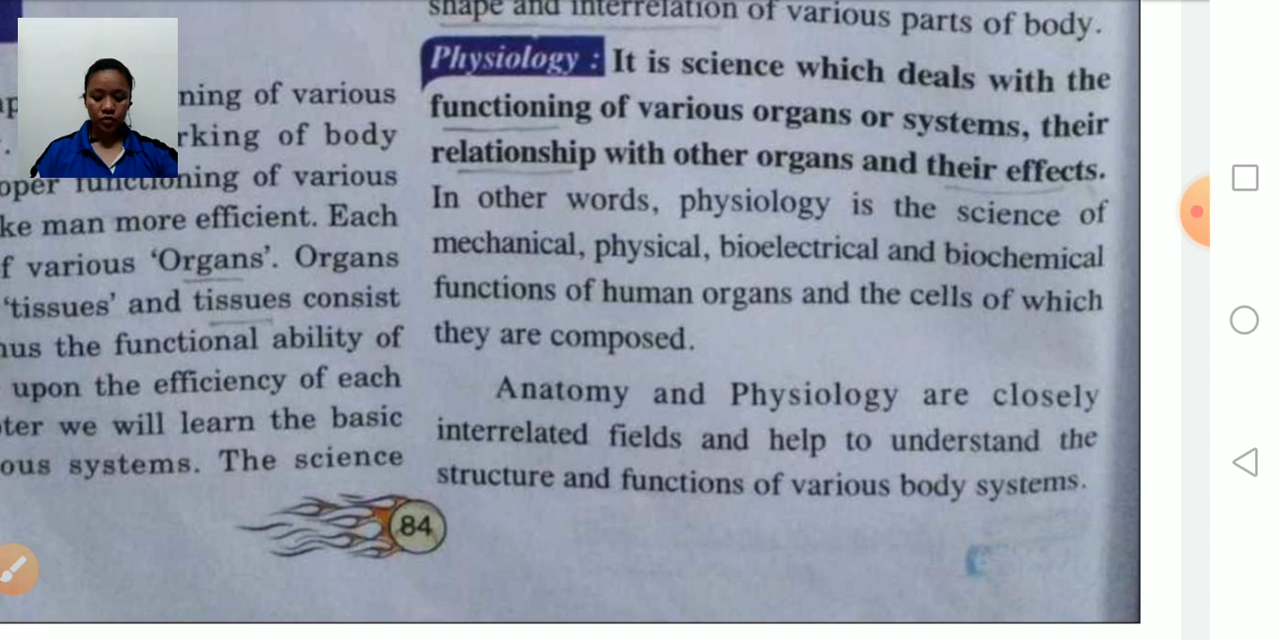 ning of various
rking of body
oper functioning of various
ke man more efficient. Each
f various ‘Organs’. Organs
‘tissues’ and tissues consist
nus the functional ability of
upon the efficiency of each
ter we will learn the basic
ous systems. The science
shape and interrelation of various parts of body.
Physiology : It is science which deals with the
functioning of various organs or systems, their
relationship with other organs and their effects.
In other words, physiology is the science of
mechanical, physical, bioelectrical and biochemical
functions of human organs and the cells of which
they are composed.
Anatomy and Physiology are closely
interrelated fields and help to understand the
structure and functions of various body systems.
84